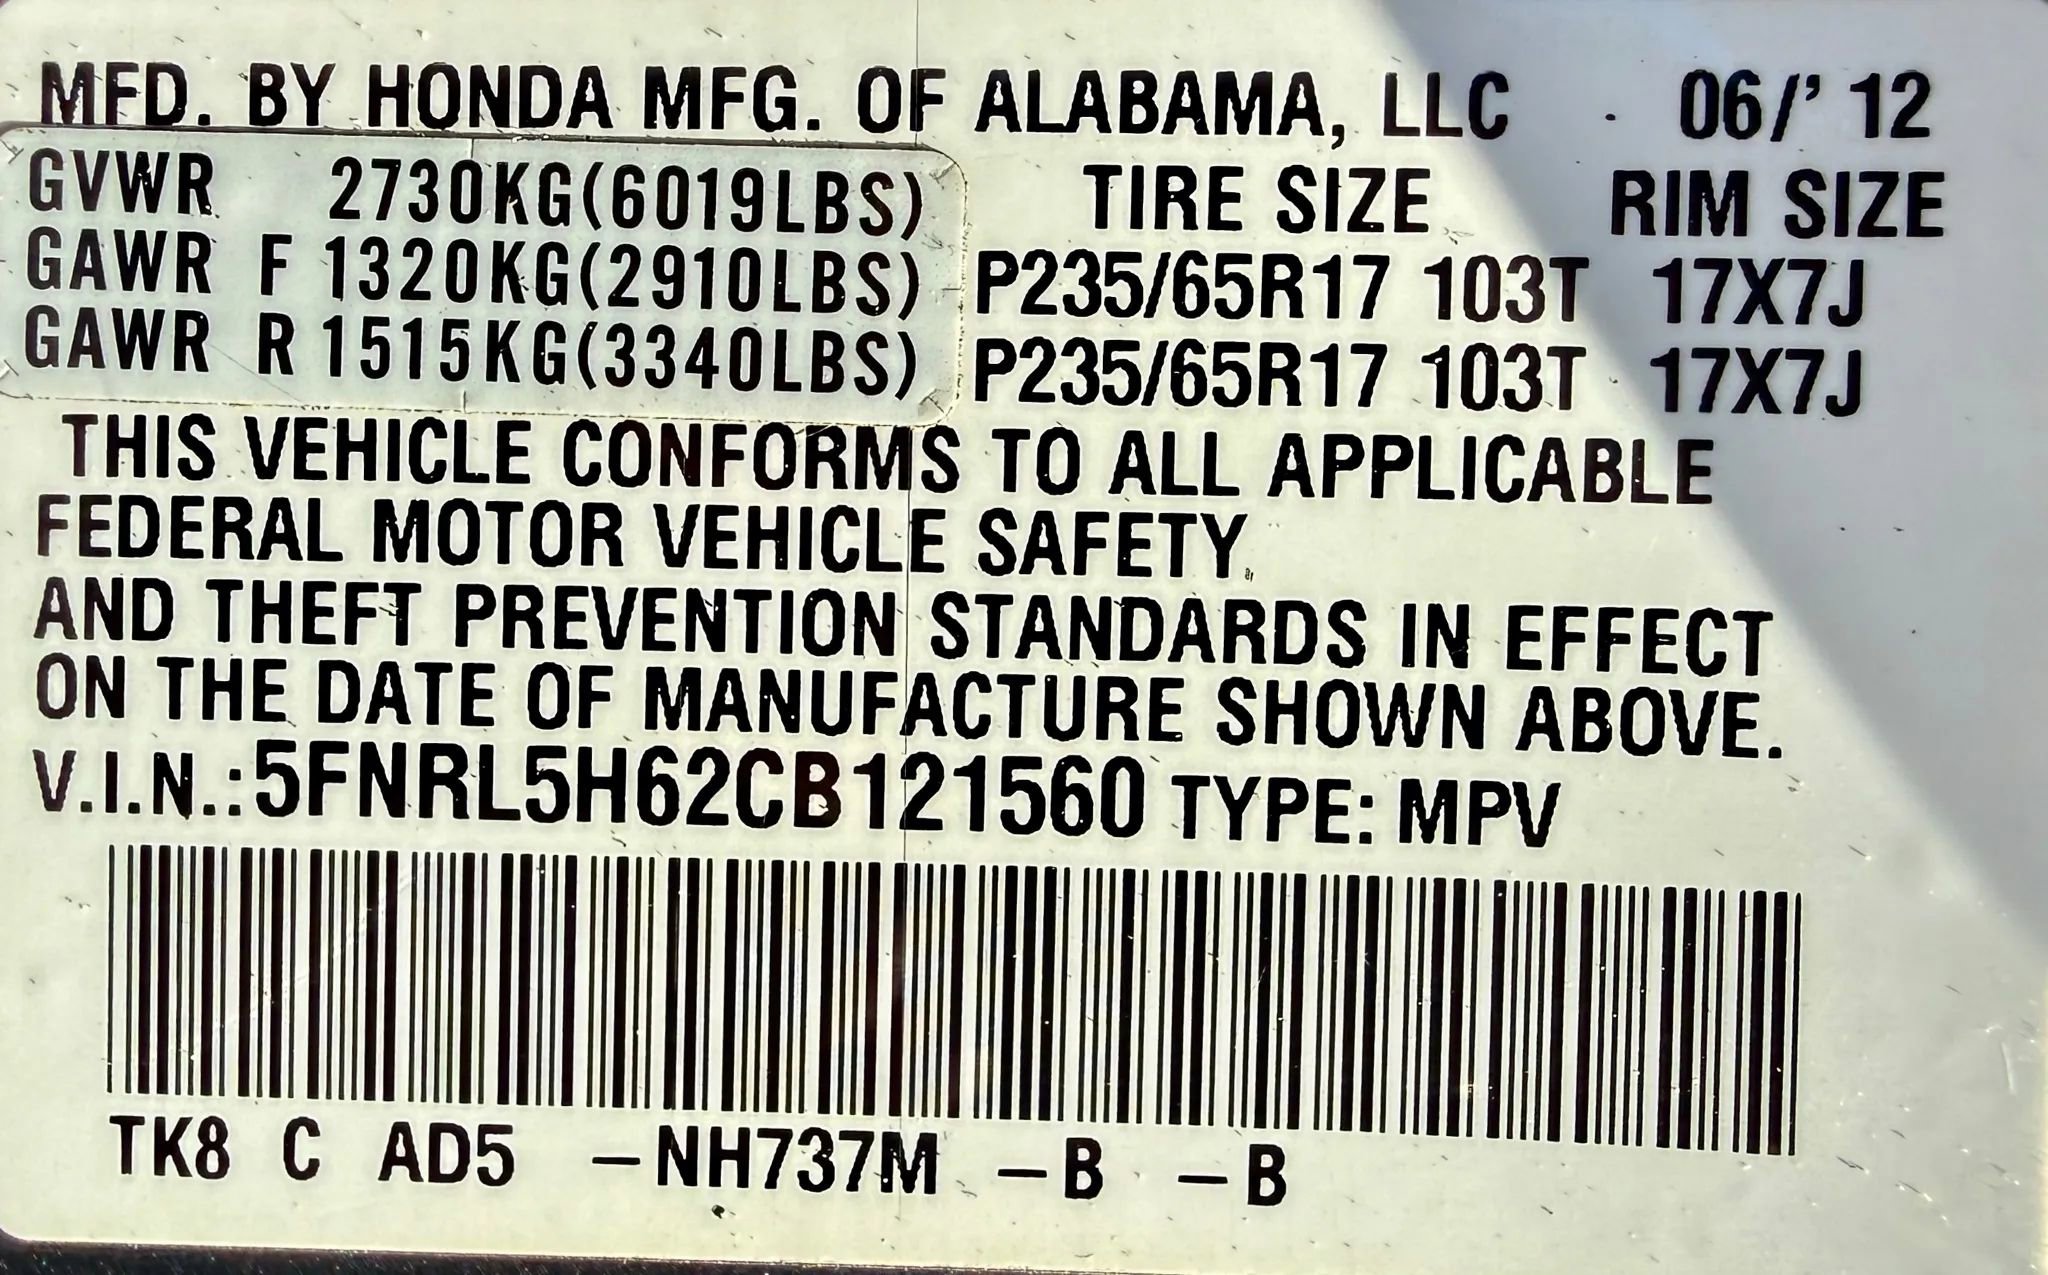 MFD. BY HONDA MFG. OF ALABAMA, LLC 06/' 12
GVWR 2730KG(6019LBS) TIRE SIZE RIM SIZE
GAWR F 1320KG(2910LBS) P235/65R17 103T 17X7J
GAWR R 1515KG(3340LBS) P235/65R17 103T 17X7J
THIS VEHICLE CONFORMS TO ALL APPLICABLE
FEDERAL MOTOR VEHICLE SAFETY
AND THEFT PREVENTION STANDARDS IN EFFECT
ON THE DATE OF MANUFACTURE SHOWN ABOVE.
V.I.N.:5FNRL5H62CB121560 TYPE: MPV
TK8 C AD5 –NH737M –B –B